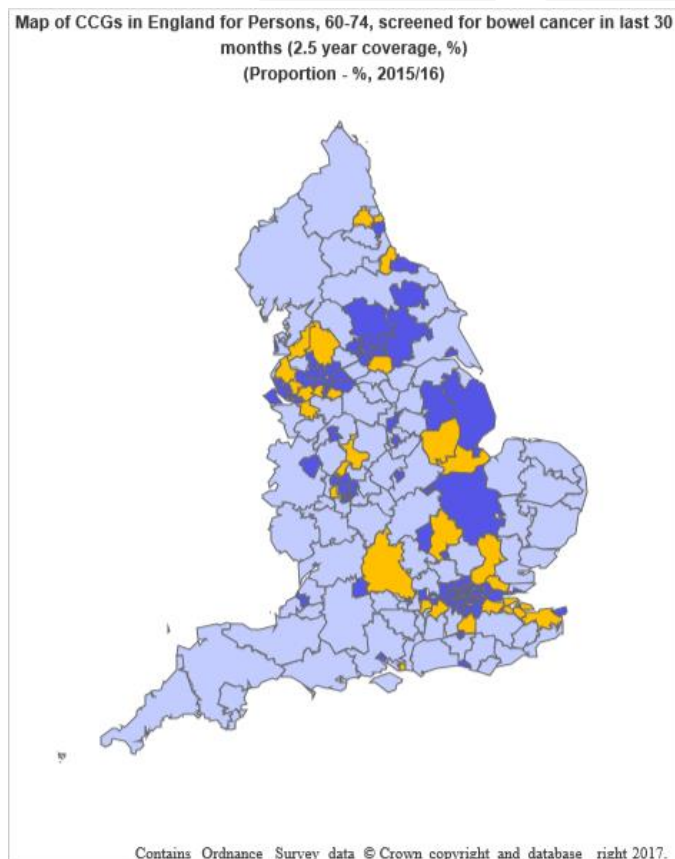 Map of CCGs in England for Persons, 60-74, screened for bowel cancer in last 30
months (2.5 year coverage, %)
(Proportion - %, 2015/16)
Contains Ordnance Survey data © Crown copyright and database right 2017.